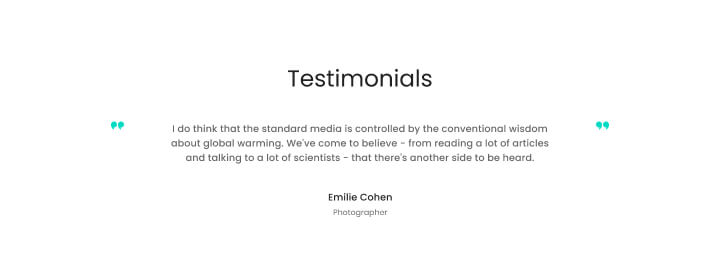 Testimonials
❞ I do think that the standard media is controlled by the conventional wisdom ❞
about global warming. We've come to believe - from reading a lot of articles
and talking to a lot of scientists - that there's another side to be heard.
Emilie Cohen
Photographer